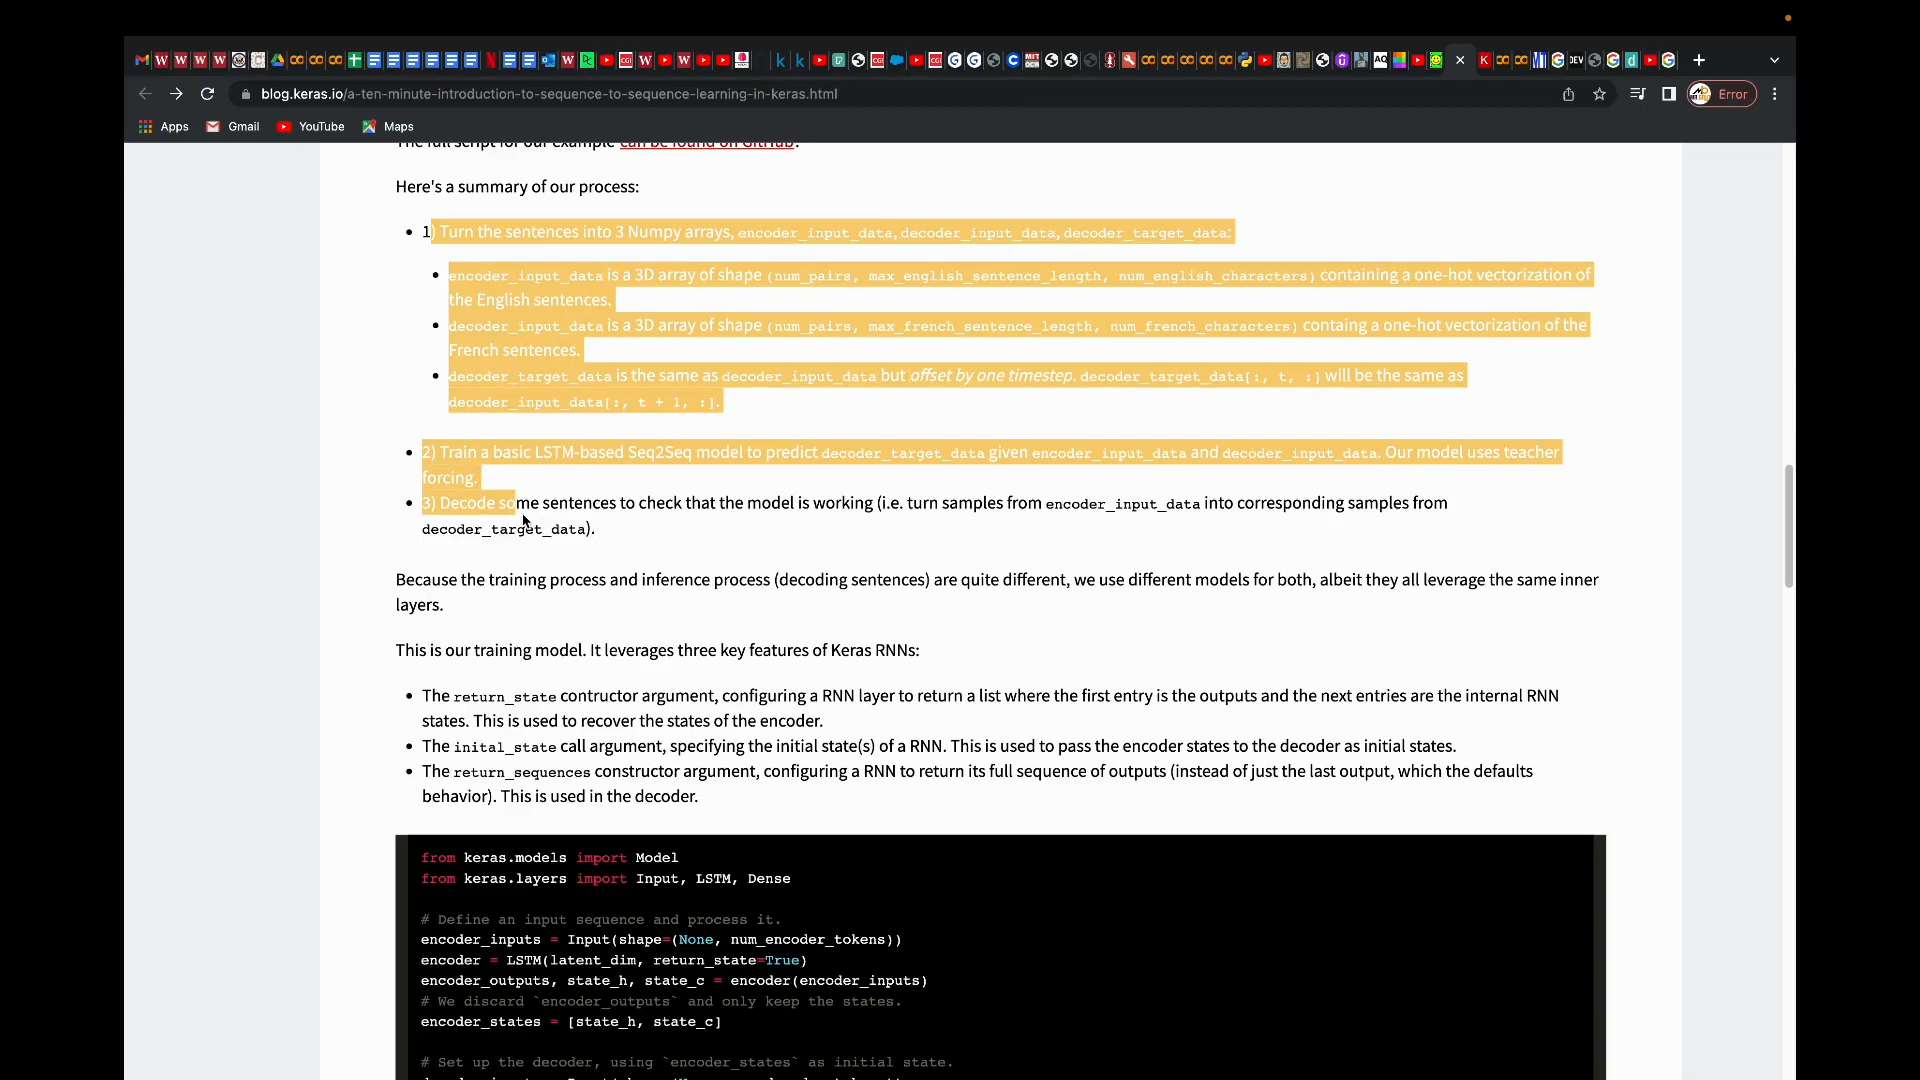 Error
blog.keras.io/a-ten-minute-introduction-to-sequence-to-sequence-learning-in-keras.html
Apps Gmail YouTube Maps
The full script for our example can be found on GitHub.
Here's a summary of our process:
1) Turn the sentences into 3 Numpy arrays, encoder_input_data, decoder_input_data, decoder_target_data:
encoder_input_data is a 3D array of shape (num_pairs, max_english_sentence_length, num_english_characters) containing a one-hot vectorization of
the English sentences.
decoder_input_data is a 3D array of shape (num_pairs, max_french_sentence_length, num_french_characters) containg a one-hot vectorization of the
French sentences.
decoder_target_data is the same as decoder_input_data but offset by one timestep. decoder_target_data[:, t, :] will be the same as
decoder_input_data[:, t + 1, :].
2) Train a basic LSTM-based Seq2Seq model to predict decoder_target_data given encoder_input_data and decoder_input_data. Our model uses teacher
forcing.
3) Decode some sentences to check that the model is working (i.e. turn samples from encoder_input_data into corresponding samples from
decoder_target_data).
Because the training process and inference process (decoding sentences) are quite different, we use different models for both, albeit they all leverage the same inner
layers.
This is our training model. It leverages three key features of Keras RNNs:
The return_state contructor argument, configuring a RNN layer to return a list where the first entry is the outputs and the next entries are the internal RNN
states. This is used to recover the states of the encoder.
The inital_state call argument, specifying the initial state(s) of a RNN. This is used to pass the encoder states to the decoder as initial states.
The return_sequences constructor argument, configuring a RNN to return its full sequence of outputs (instead of just the last output, which the defaults
behavior). This is used in the decoder.
from keras.models import Model
from keras.layers import Input, LSTM, Dense
# Define an input sequence and process it.
encoder_inputs = Input(shape=(None, num_encoder_tokens))
encoder = LSTM(latent_dim, return_state=True)
encoder_outputs, state_h, state_c = encoder(encoder_inputs)
# We discard `encoder_outputs` and only keep the states.
encoder_states = [state_h, state_c]
# Set up the decoder, using `encoder_states` as initial state.